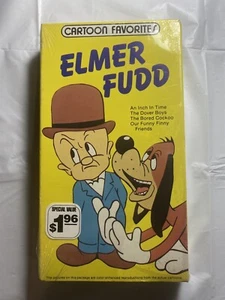 CARTOON FAVORITES
ELMER
FUDD
An Itch In Time
The Dover Boys
The Bored Cuckoo
Our Funny Finny
Friends
SPECIAL VALUE
$1.96